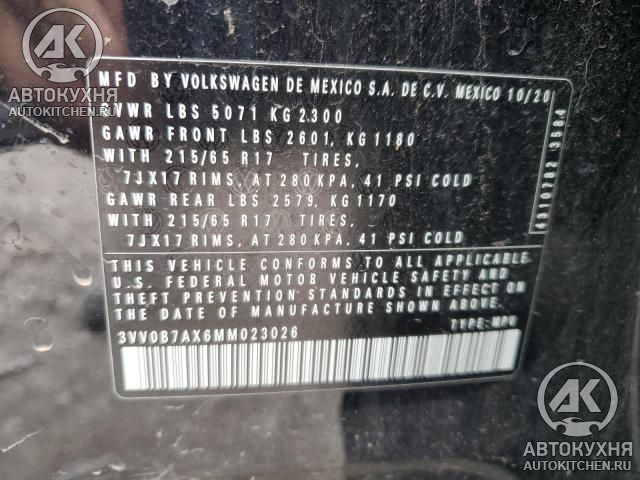 MFD BY VOLKSWAGEN DE MEXICO S.A. DE C.V. MEXICO 10/20
GVWR LBS 5071 KG 2300
GAWR FRONT LBS 2601, KG 1180
WITH 215/65 R17 TIRES,
7JX17 RIMS, AT 280 KPA, 41 PSI COLD
GAWR REAR LBS 2579, KG 1170
WITH 215/65 R17 TIRES,
7JX17 RIMS, AT 280 KPA, 41 PSI COLD
THIS VEHICLE CONFORMS TO ALL APPLICABLE
U.S. FEDERAL MOTOR VEHICLE SAFETY AND
THEFT PREVENTION STANDARDS IN EFFECT ON
THE DATE OF MANUFACTURE SHOWN ABOVE.
3VV0B7AX6MM023026 TYPE:MPV
4310782 3584
АК
АВТОКУХНЯ
AUTOKITCHEN.RU
АК
АВТОКУХНЯ
AUTOKITCHEN.RU